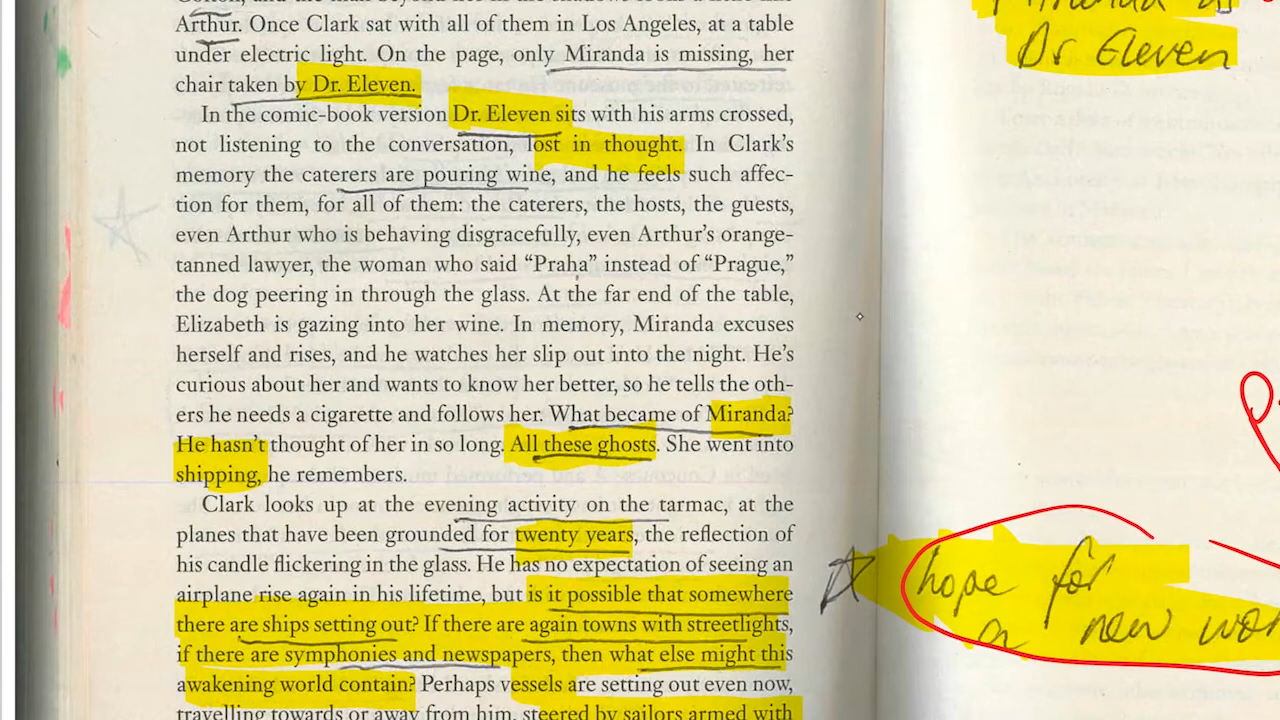 Arthur. Once Clark sat with all of them in Los Angeles, at a table
under electric light. On the page, only Miranda is missing, her
chair taken by Dr. Eleven.
In the comic-book version Dr. Eleven sits with his arms crossed,
not listening to the conversation, lost in thought. In Clark's
memory the caterers are pouring wine, and he feels such affec-
tion for them, for all of them: the caterers, the hosts, the guests,
even Arthur who is behaving disgracefully, even Arthur's orange-
tanned lawyer, the woman who said “Praha” instead of “Prague,”
the dog peering in through the glass. At the far end of the table,
Elizabeth is gazing into her wine. In memory, Miranda excuses
herself and rises, and he watches her slip out into the night. He's
curious about her and wants to know her better, so he tells the oth-
ers he needs a cigarette and follows her. What became of Miranda?
He hasn't thought of her in so long. All these ghosts. She went into
shipping, he remembers.
Clark looks up at the evening activity on the tarmac, at the
planes that have been grounded for twenty years, the reflection of
his candle flickering in the glass. He has no expectation of seeing an
airplane rise again in his lifetime, but is it possible that somewhere
there are ships setting out? If there are again towns with streetlights,
if there are symphonies and newspapers, then what else might this
awakening world contain? Perhaps vessels are setting out even now,
travelling towards or away from him, steered by sailors armed with
Dr Eleven
hope for
a new